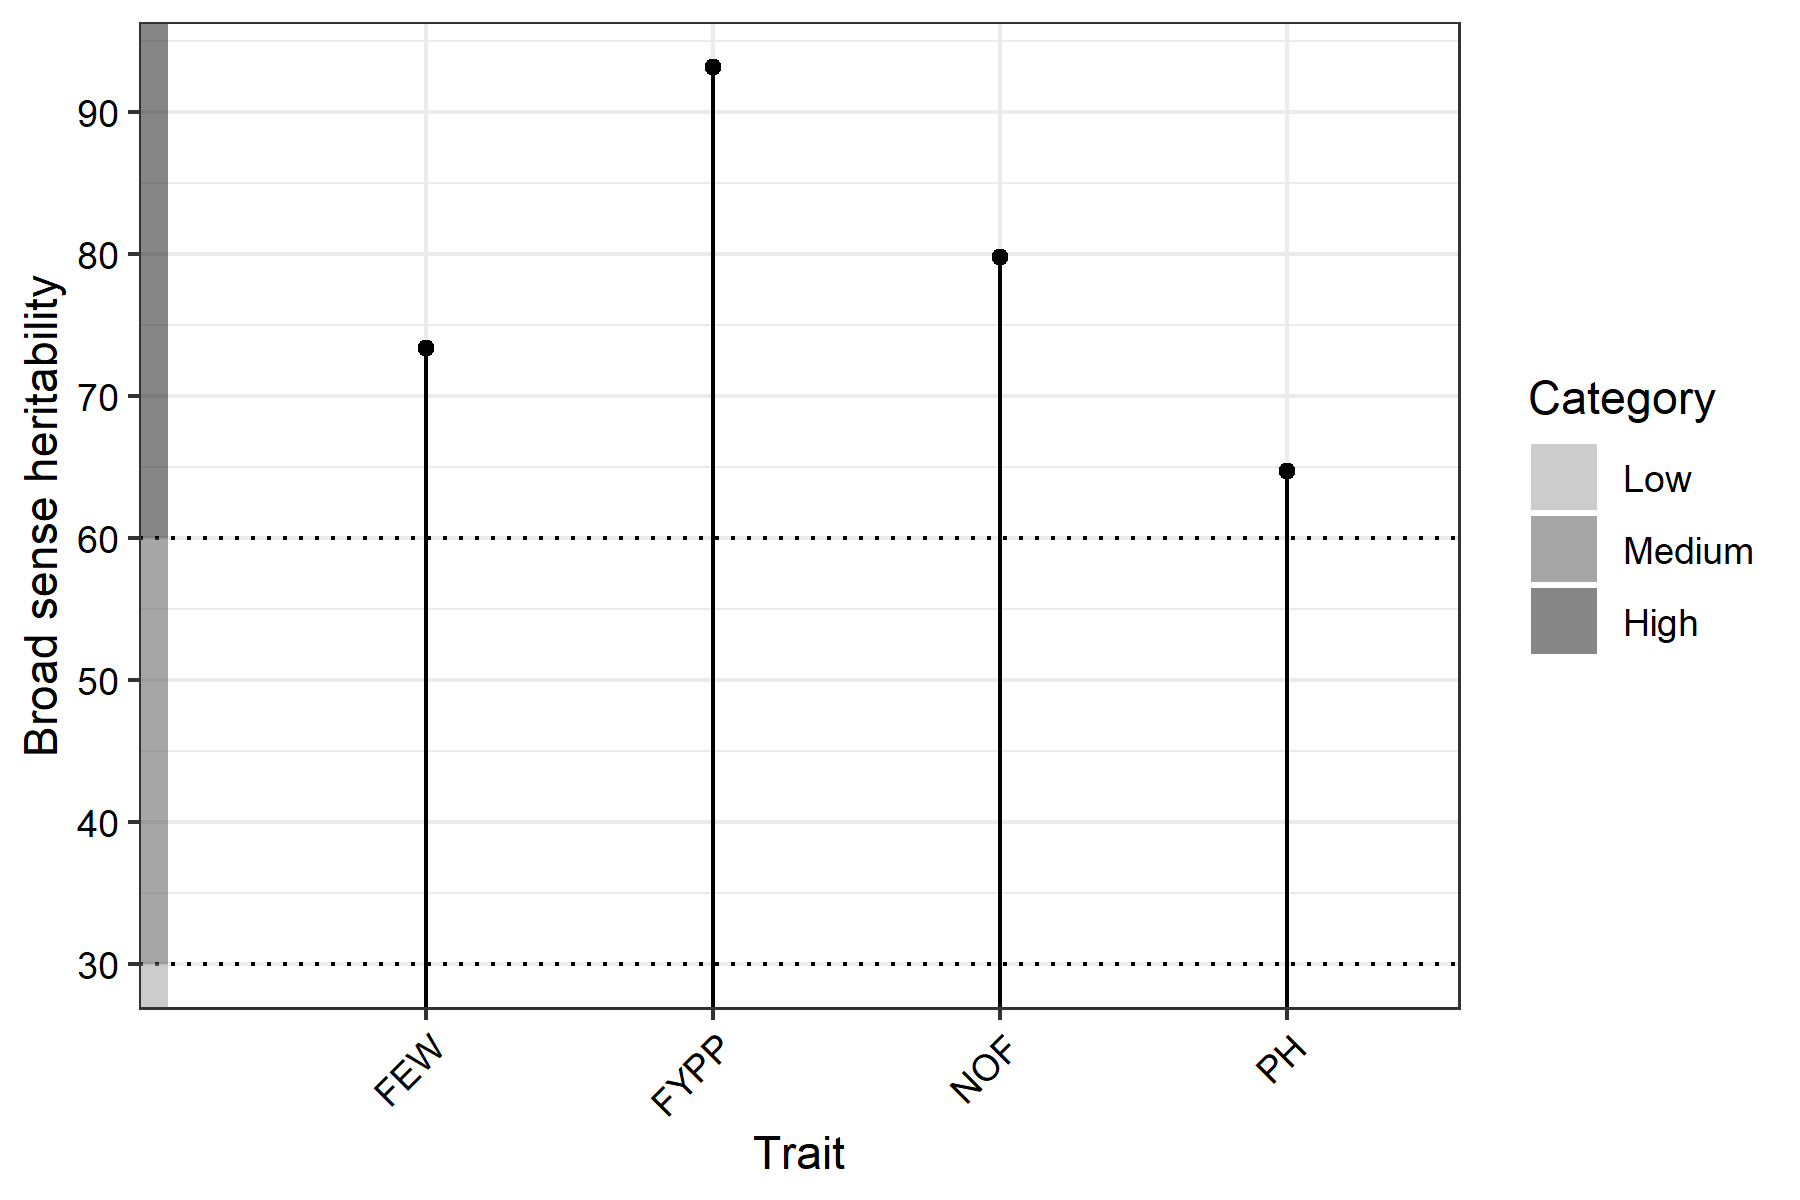 Broad sense heritability
90
80
70
60
50
40
30
FEW
FYPP
NOF
PH
Trait
Category
Low
Medium
High